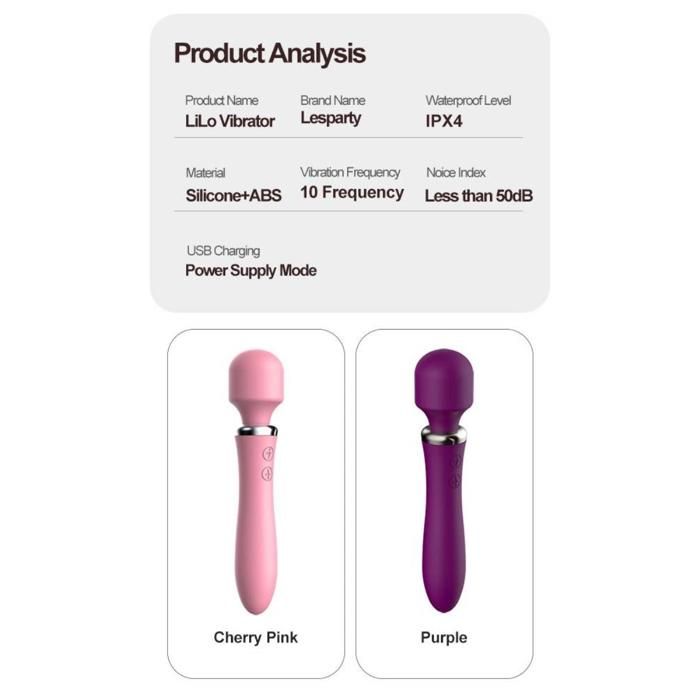 Product Analysis
Product Name
Brand Name
Waterproof Level
LiLo Vibrator
Lesparty
IPX4
Material
Vibration Frequency
Noice Index
Silicone+ABS
10 Frequency
Less than 50dB
USB Charging
Power Supply Mode
Cherry Pink
Purple